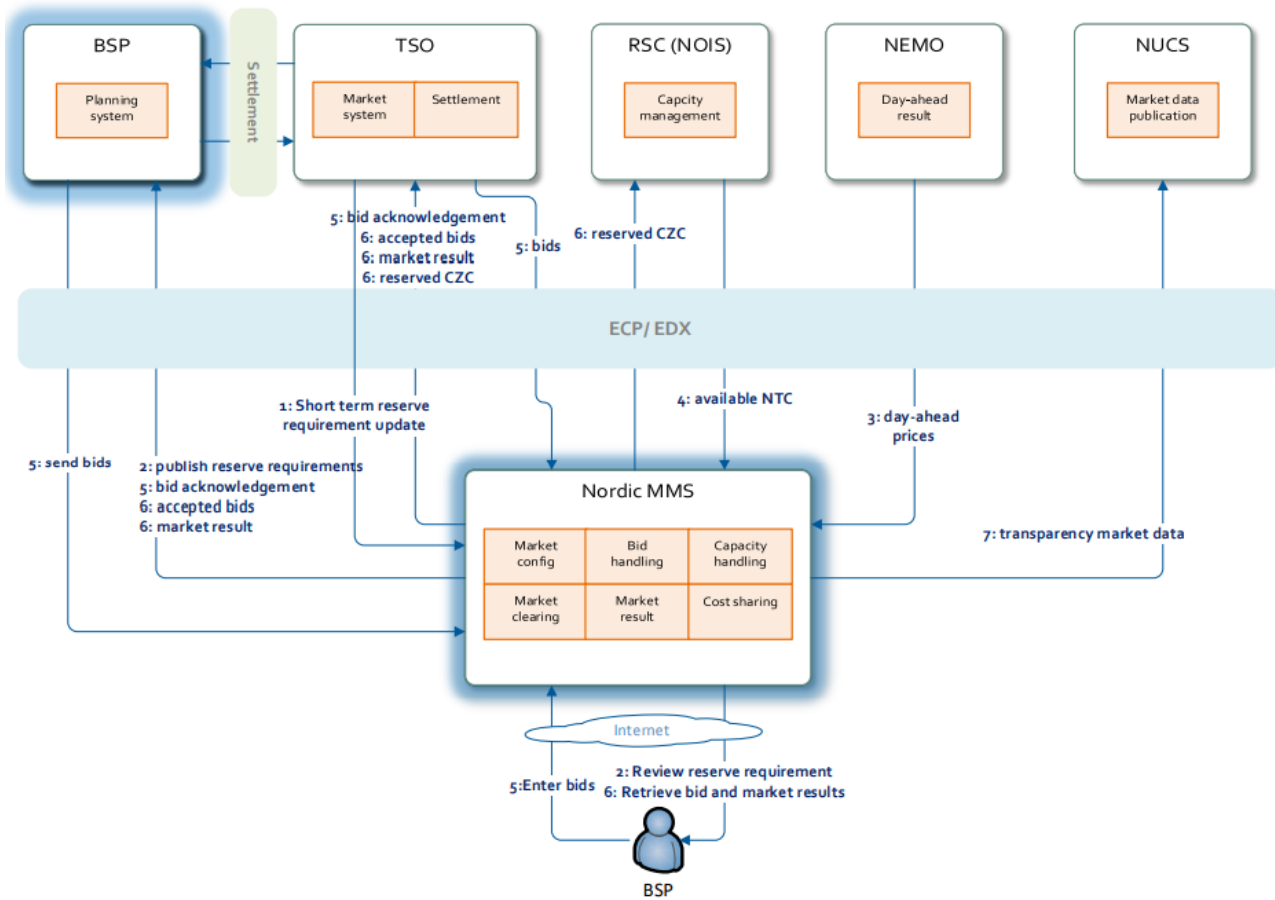 BSP
Planning
system
Settlement
TSO
Market
system
Settlement
RSC (NOIS)
Capcity
management
NEMO
Day-ahead
result
NUCS
Market data
publication
5: bid acknowledgement
6: accepted bids
6: market result
6: reserved CZC
5: bids
6: reserved CZC
ECP/ EDX
1: Short term reserve
requirement update
4: available NTC
3: day-ahead
prices
5: send bids
2: publish reserve requirements
5: bid acknowledgement
6: accepted bids
6: market result
7: transparency market data
Nordic MMS
Market
config
Bid
handling
Capacity
handling
Market
clearing
Market
result
Cost sharing
Internet
5:Enter bids
2: Review reserve requirement
6: Retrieve bid and market results
BSP